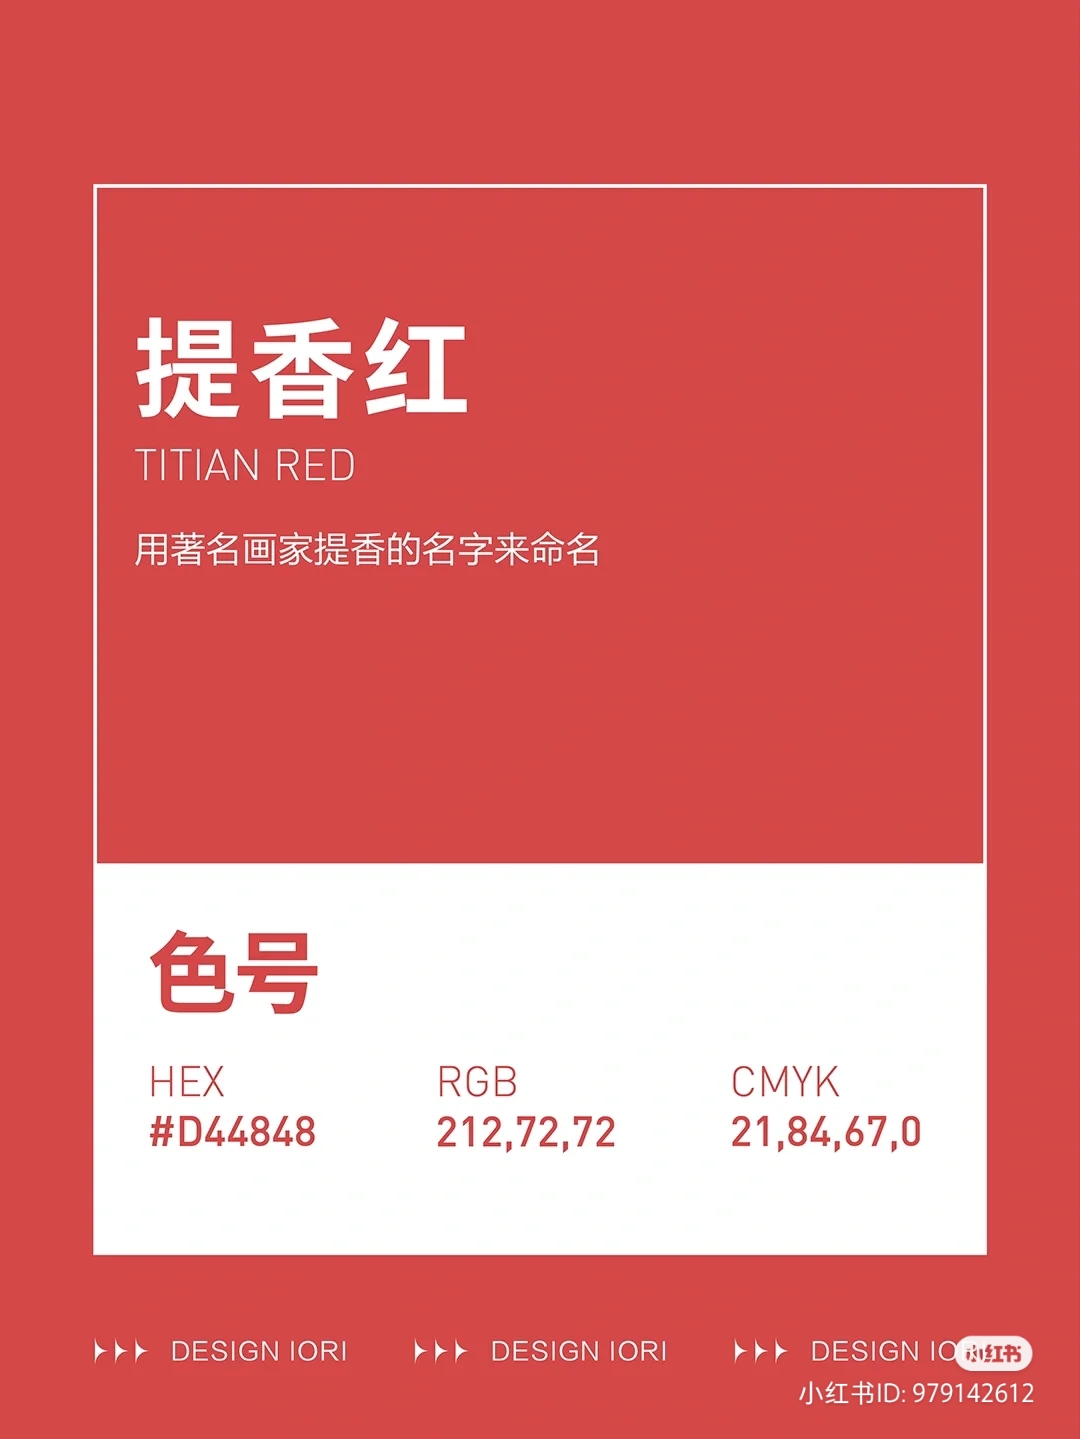 提香红
TITIAN RED
用著名画家提香的名字来命名
色号
HEX RGB CMYK
#D44848 212,72,72 21,84,67,0
DESIGN IORI DESIGN IORI DESIGN IO
小红书
小红书ID: 979142612